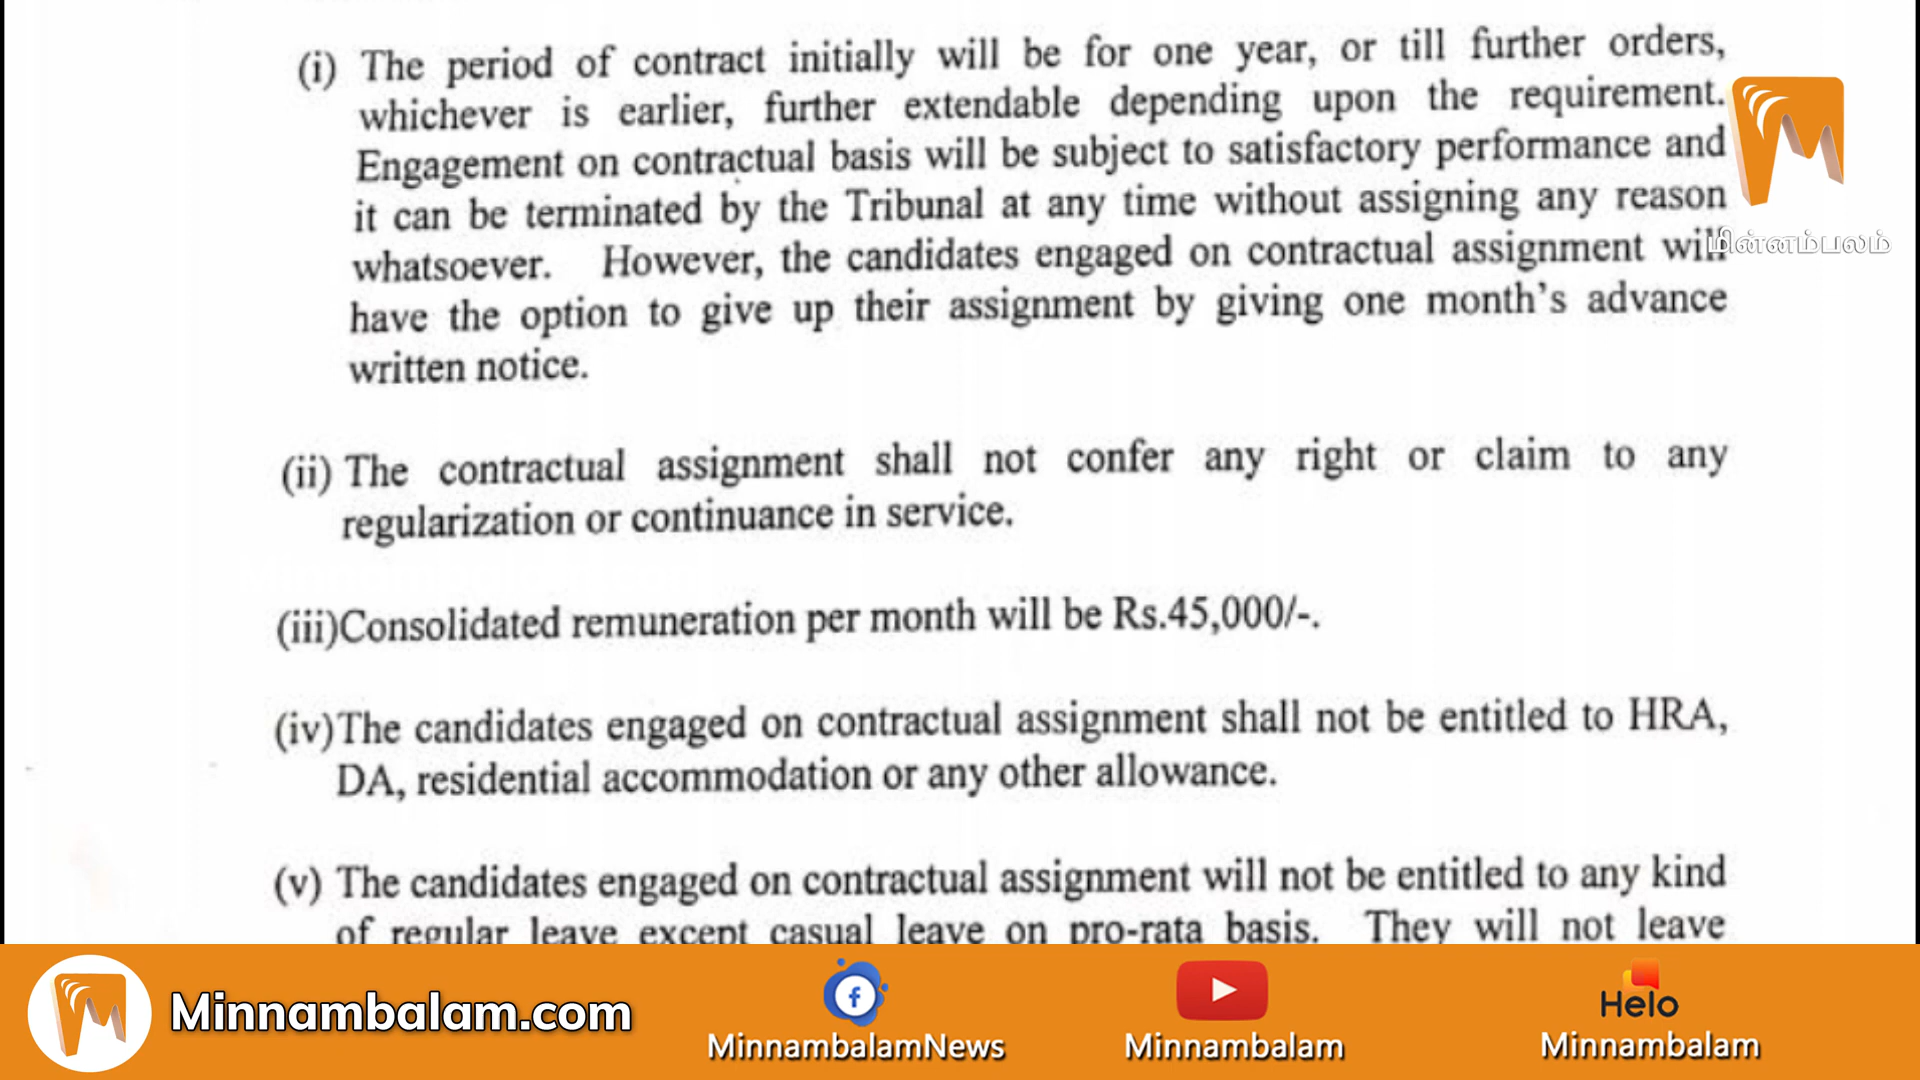 (i) The period of contract initially will be for one year, or till further orders,
whichever is earlier, further extendable depending upon the requirement.
Engagement on contractual basis will be subject to satisfactory performance and
it can be terminated by the Tribunal at any time without assigning any reason
whatsoever. However, the candidates engaged on contractual assignment will
have the option to give up their assignment by giving one month's advance
written notice.
மின்னம்பலம்
(ii) The contractual assignment shall not confer any right or claim to any
regularization or continuance in service.
(iii)Consolidated remuneration per month will be Rs.45,000/-.
(iv)The candidates engaged on contractual assignment shall not be entitled to HRA,
DA, residential accommodation or any other allowance.
(v) The candidates engaged on contractual assignment will not be entitled to any kind
of regular leave except casual leave on pro-rata basis. They will not leave
Minnambalam.com
MinnambalamNews
Minnambalam
Helo
Minnambalam